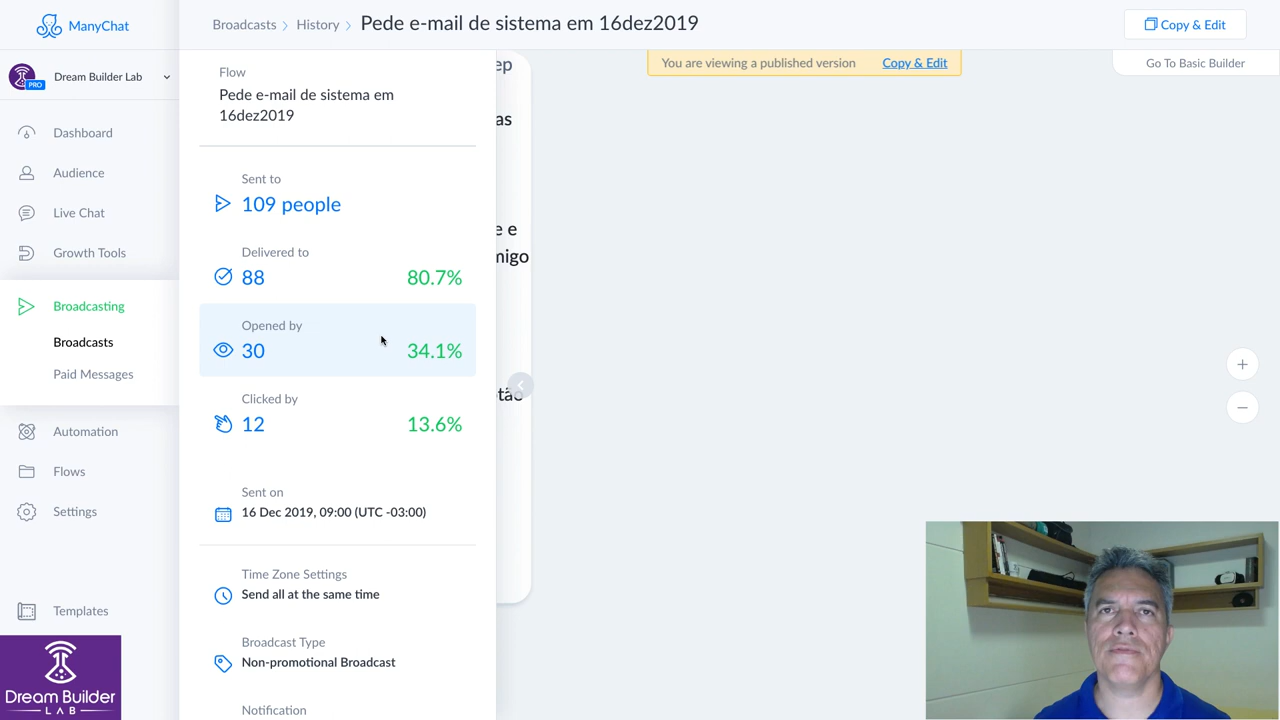 ManyChat
Broadcasts
History
Pede e-mail de sistema em 16dez2019
Copy & Edit
Dream Builder Lab
PRO
You are viewing a published version
Copy & Edit
Go To Basic Builder
Dashboard
Audience
Live Chat
Growth Tools
Broadcasting
Broadcasts
Paid Messages
Automation
Flows
Settings
Templates
Dream Builder
LAB
Flow
Pede e-mail de sistema em
16dez2019
Sent to
109 people
Delivered to
88 80.7%
Opened by
30 34.1%
Clicked by
12 13.6%
Sent on
16 Dec 2019, 09:00 (UTC -03:00)
Time Zone Settings
Send all at the same time
Broadcast Type
Non-promotional Broadcast
Notification
ep
as
e e
migo